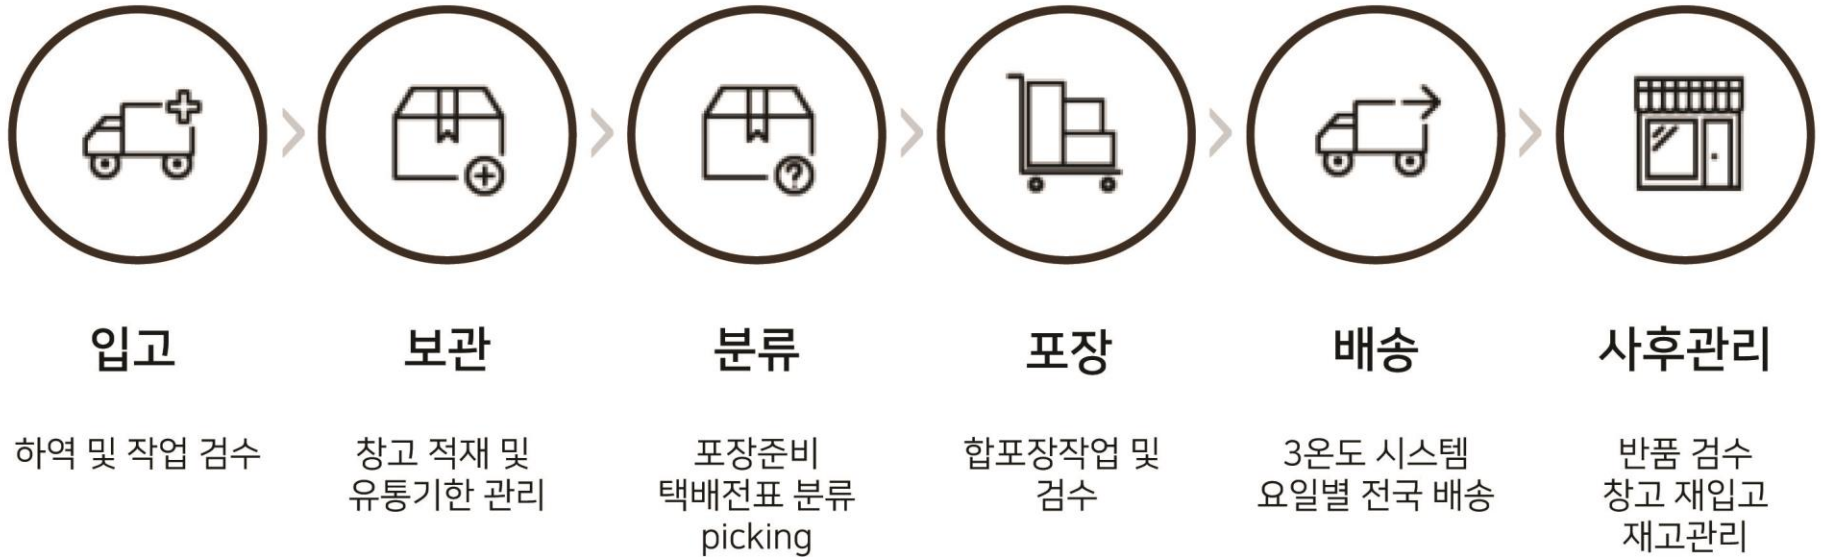 입고
하역 및 작업 검수
보관
창고 적재 및
유통기한 관리
분류
포장준비
택배전표 분류
picking
포장
합포장작업 및
검수
배송
3온도 시스템
요일별 전국 배송
사후관리
반품 검수
창고 재입고
재고관리